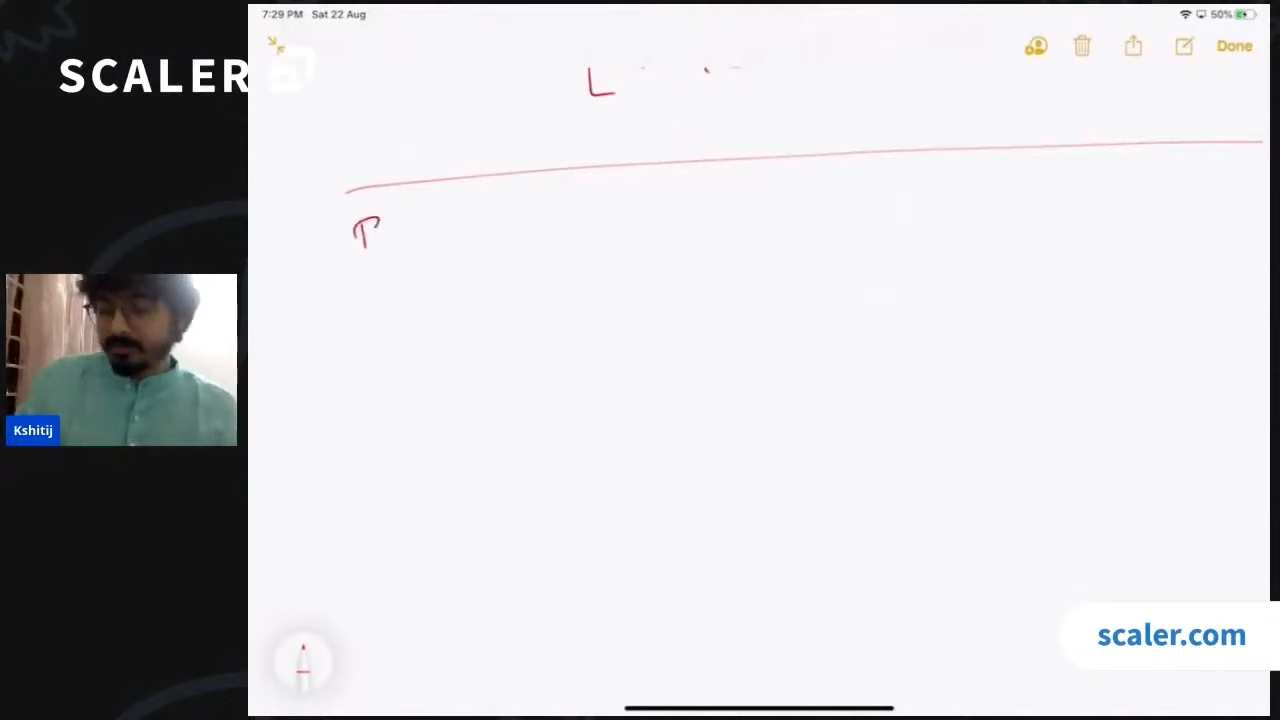 7:29 PM Sat 22 Aug 50%
SCALER
Done
L
T
Kshitij
scaler.com